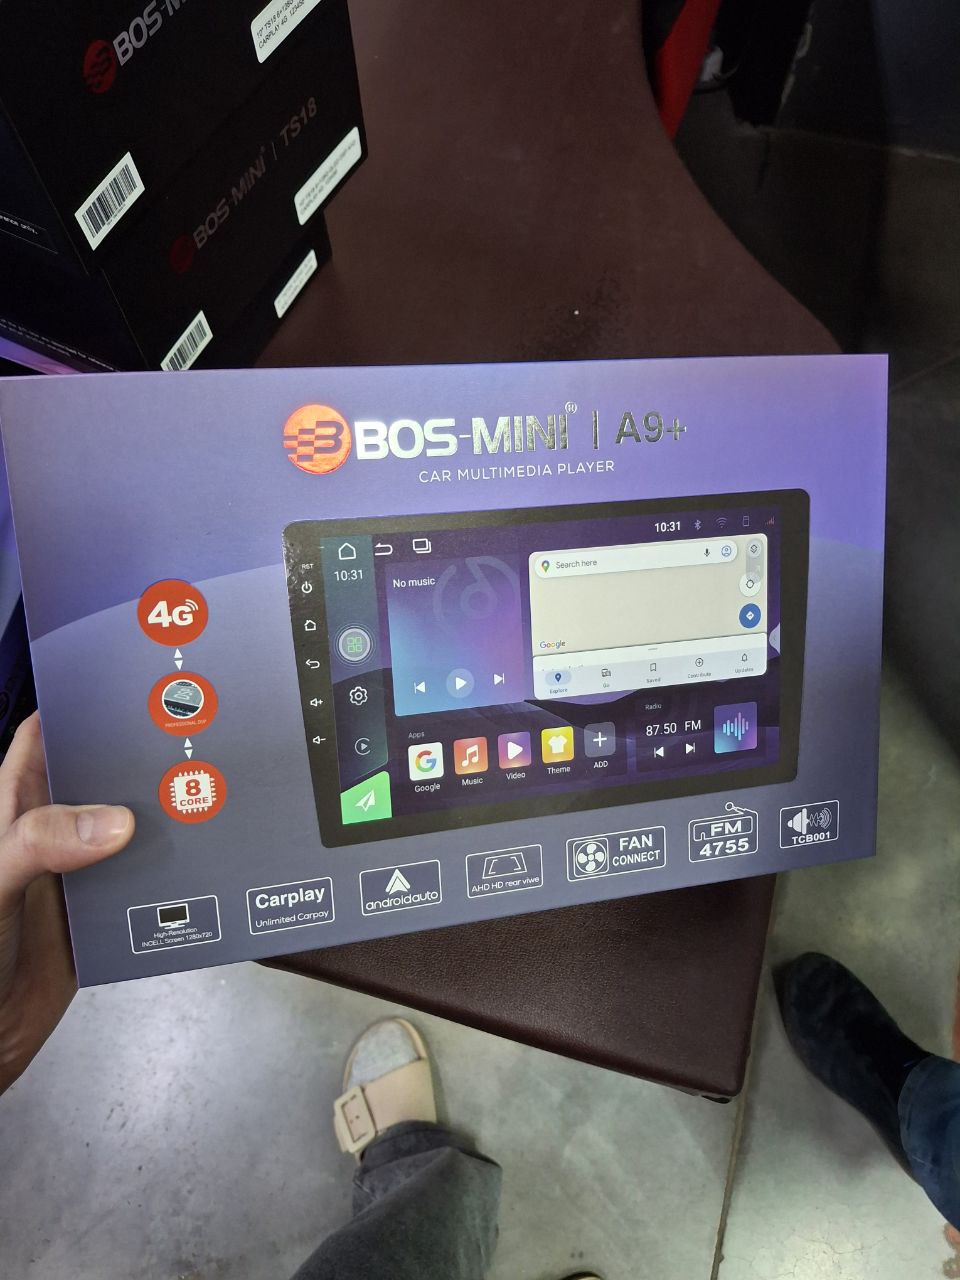 BOS-MINI | TS18
BOS-MINI® | A9+
CAR MULTIMEDIA PLAYER
4G
PROFESSIONAL DSP
8
CORE
RST
10:31
10:31
No music
Search here
Google
Explore
Go
Saved
Contribute
Updates
Apps
Google
Music
Video
Theme
ADD
Radio
87.50 FM
High-Resolution
INCELL Screen 1280x720
Carplay
Unlimited Carpay
androidauto
AHD HD rear viwe
FAN
CONNECT
FM
4755
TCB001